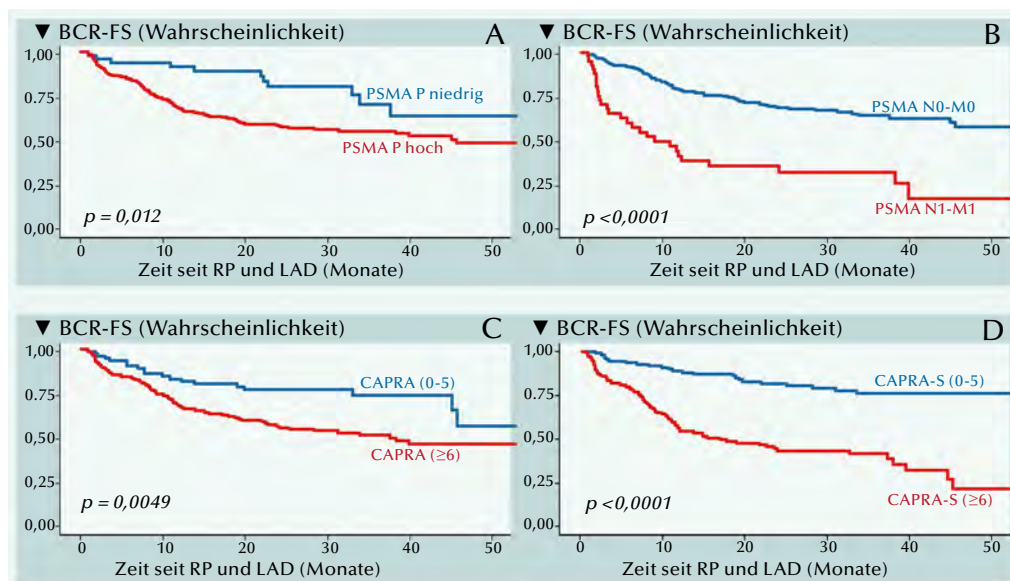 ▼ BCR-FS (Wahrscheinlichkeit)
A
1,00
0,75
0,50
0,25
0,00
PSMA P niedrig
PSMA P hoch
p = 0,012
0 10 20 30 40 50
Zeit seit RP und LAD (Monate)
▼ BCR-FS (Wahrscheinlichkeit)
B
1,00
0.75
0,50
0,25
0,00
PSMA N0-M0
PSMA N1-M1
p <0,0001
0 10 20 30 40 50
Zeit seit RP und LAD (Monate)
▼ BCR-FS (Wahrscheinlichkeit)
C
1,00
0,75
0,50
0,25
0,00
CAPRA (0-5)
CAPRA (≥6)
p = 0,0049
0 10 20 30 40 50
Zeit seit RP und LAD (Monate)
▼ BCR-FS (Wahrscheinlichkeit)
D
1,00
0,75
0,50
0,25
0,00
CAPRA-S (0-5)
CAPRA-S (≥6)
p <0,0001
0 10 20 30 40 50
Zeit seit RP und LAD (Monate)